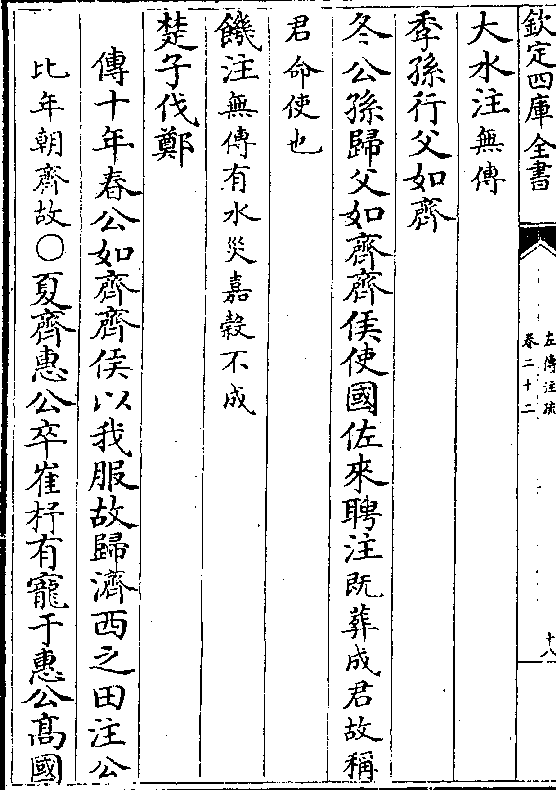 欽定四庫全書
左傳注疏
卷二十二
十八
大水注無傳
季孫行父如齊
冬公孫歸父如齊齊侯使國佐來聘注既葬成君故稱
君命使也
饑注無傳有水災嘉穀不成
楚子伐鄭
傳十年春公如齊齊侯以我服故歸濟西之田注公
比年朝齊故〇夏齊惠公卒崔杼有寵于惠公高國